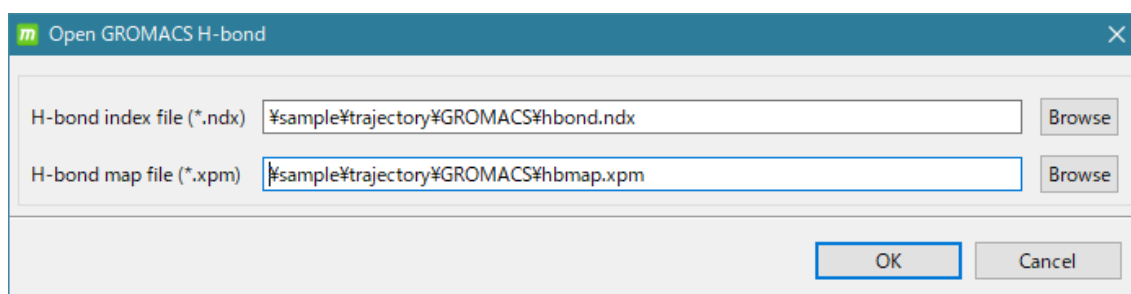 m Open GROMACS H-bond
H-bond index file (*.ndx) ¥sample¥trajectory¥GROMACS¥hbond.ndx Browse
H-bond map file (*.xpm) ¥sample¥trajectory¥GROMACS¥hbmap.xpm Browse
OK Cancel